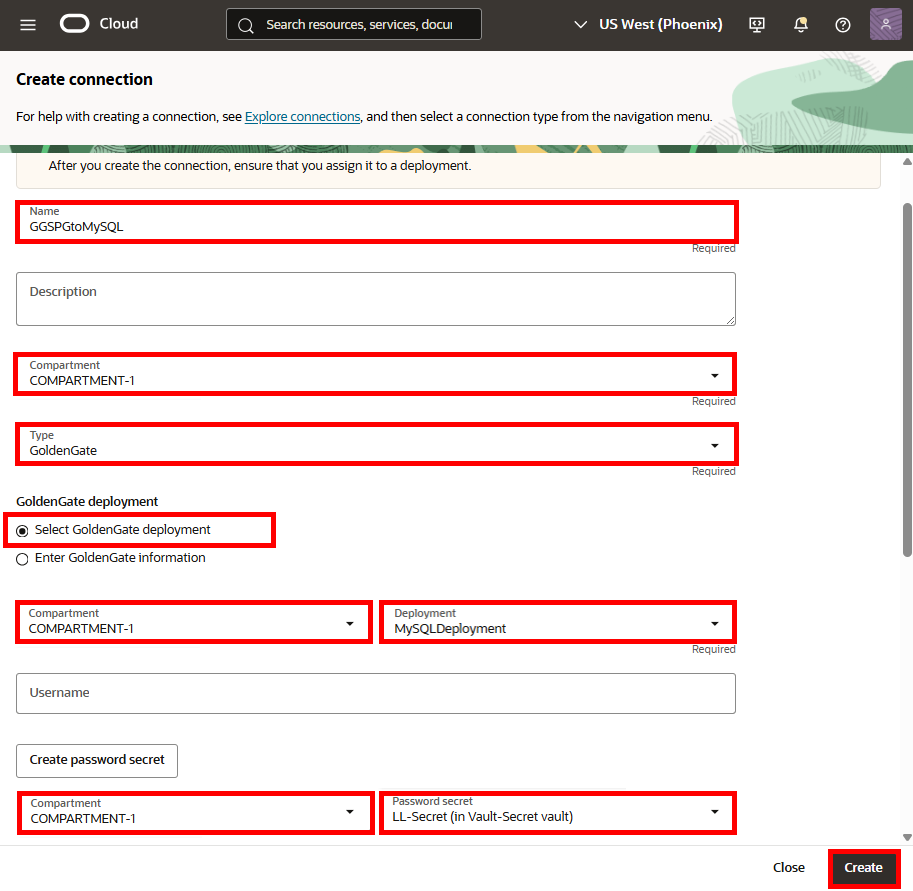 Cloud
Search resources, services, docu
US West (Phoenix)
Create connection
For help with creating a connection, see Explore connections, and then select a connection type from the navigation menu.
After you create the connection, ensure that you assign it to a deployment.
Name
GGSPGtoMySQL
Required
Description
Compartment
COMPARTMENT-1
Required
Type
GoldenGate
Required
GoldenGate deployment
Select GoldenGate deployment
Enter GoldenGate information
Compartment
COMPARTMENT-1
Deployment
MySQLDeployment
Required
Username
Create password secret
Compartment
COMPARTMENT-1
Password secret
LL-Secret (in Vault-Secret vault)
Close
Create